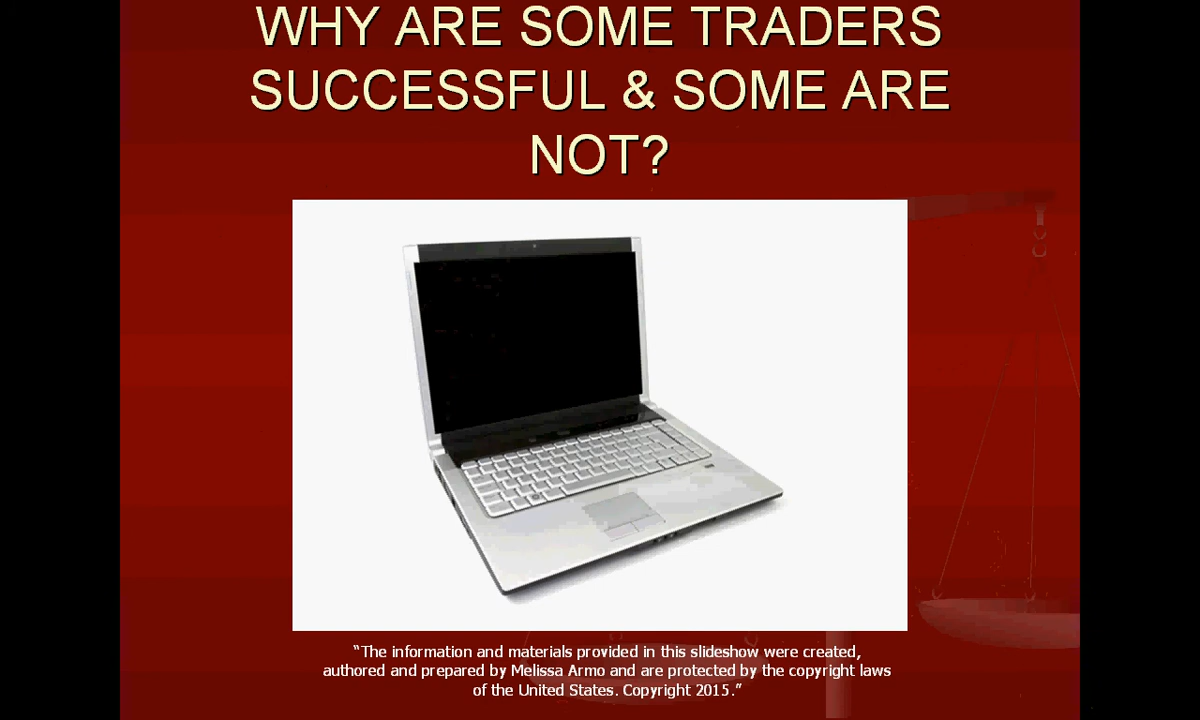 WHY ARE SOME TRADERS
SUCCESSFUL & SOME ARE
NOT?
“The information and materials provided in this slideshow were created,
authored and prepared by Melissa Armo and are protected by the copyright laws
of the United States. Copyright 2015.”